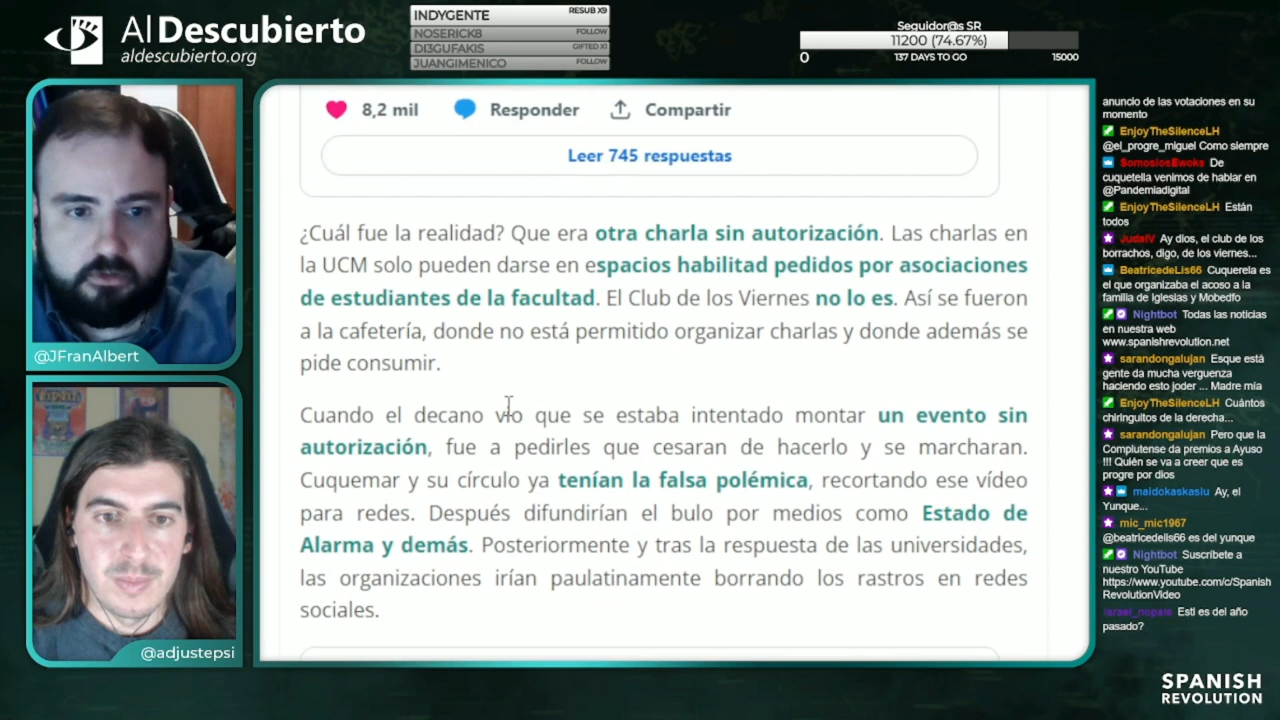 Al Descubierto
aldescubierto.org
INDYGENTE RESUB X9
NOSERICK8 FOLLOW
DI3GUFAKIS GIFTED X1
JUANGIMENICO FOLLOW
Seguidor@s SR
11200 (74.67%)
0 137 DAYS TO GO 15000
@JFranAlbert
@adjustepsi
8,2 mil Responder Compartir
Leer 745 respuestas
¿Cuál fue la realidad? Que era otra charla sin autorización. Las charlas en
la UCM solo pueden darse en espacios habilitad pedidos por asociaciones
de estudiantes de la facultad. El Club de los Viernes no lo es. Así se fueron
a la cafetería, donde no está permitido organizar charlas y donde además se
pide consumir.
Cuando el decano vio que se estaba intentado montar un evento sin
autorización, fue a pedirles que cesaran de hacerlo y se marcharan.
Cuquemar y su círculo ya tenían la falsa polémica, recortando ese vídeo
para redes. Después difundirían el bulo por medios como Estado de
Alarma y demás. Posteriormente y tras la respuesta de las universidades,
las organizaciones irían paulatinamente borrando los rastros en redes
sociales.
anuncio de las votaciones en su
momento
EnjoyTheSilenceLH
@el_progre_miguel Como siempre
SomoslosEwoks De
cuquetella venimos de hablar en
@Pandemiadigital
EnjoyTheSilenceLH Están
todos
JudalV Ay dios, el club de los
borrachos, digo, de los viernes...
BeatricedeLis66 Cuquerela es
el que organizaba el acoso a la
familia de Iglesias y Mobedfo
Nightbot Todas las noticias
en nuestra web
www.spanishrevolution.net
sarandongalujan Esque está
gente da mucha verguenza
haciendo esto joder ... Madre mía
EnjoyTheSilenceLH Cuántos
chiringuitos de la derecha...
sarandongalujan Pero que la
Complutense da premios a Ayuso
!!! Quién se va a creer que es
progre por dios
maidokaskasiu Ay, el
Yunque...
mic_mic1967
@beatricedelis66 es del yunque
Nightbot Suscríbete a
nuestro YouTube
https://www.youtube.com/c/Spanish
RevolutionVideo
israel_nopale Esti es del año
pasado?
SPANISH
REVOLUTION